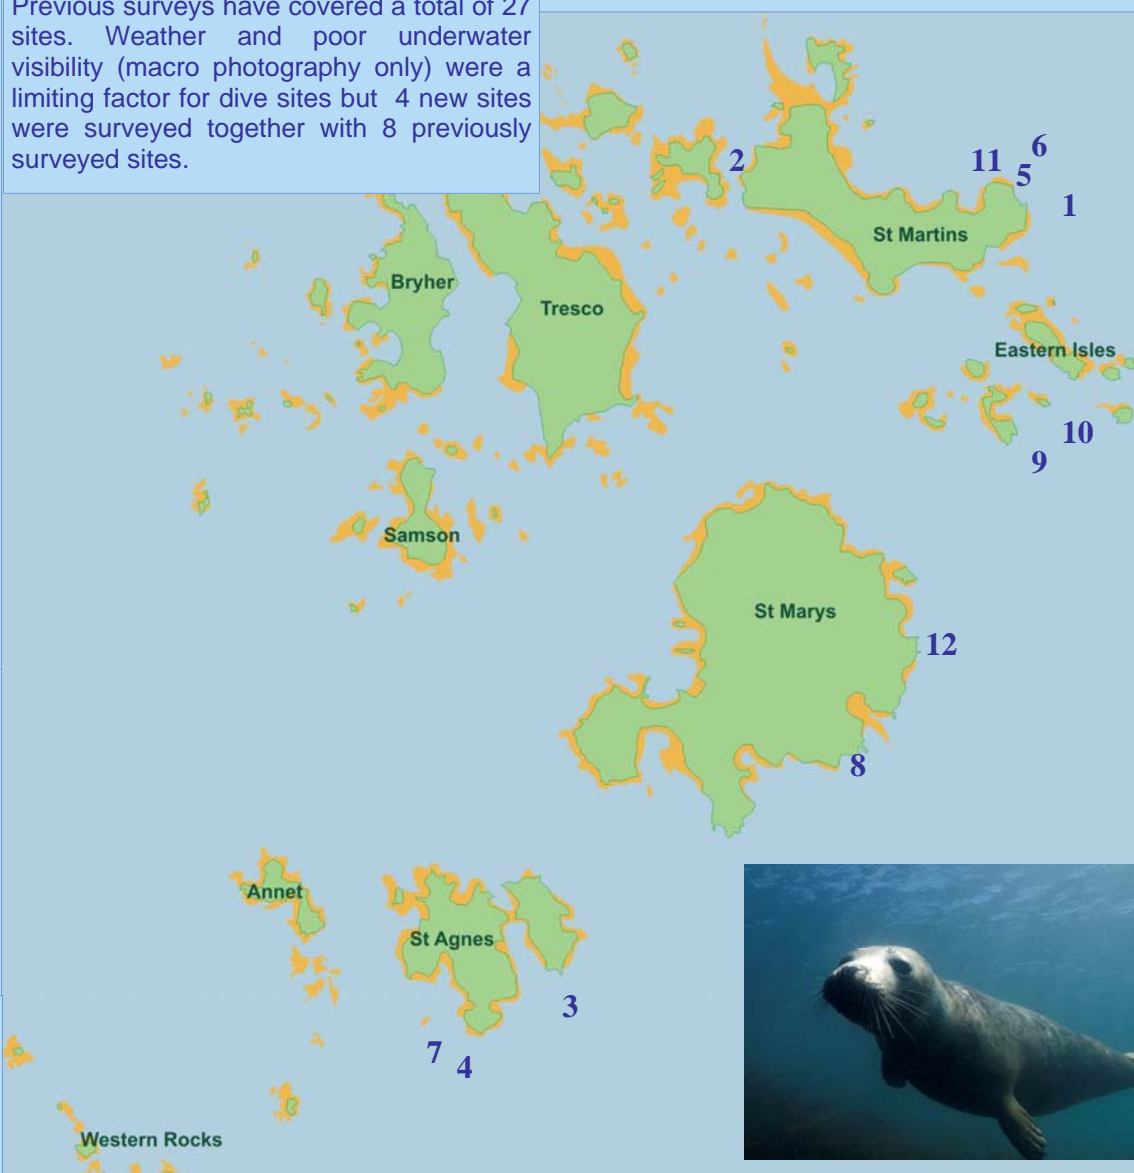 Previous surveys have covered a total of 27
sites. Weather and poor underwater
visibility (macro photography only) were a
limiting factor for dive sites but 4 new sites
were surveyed together with 8 previously
surveyed sites.
6
2
11
5
1
St Martins
Bryher
Tresco
Eastern Isles
10
9
Samson
St Marys
12
8
Annet
St Agnes
3
7
4
Western Rocks